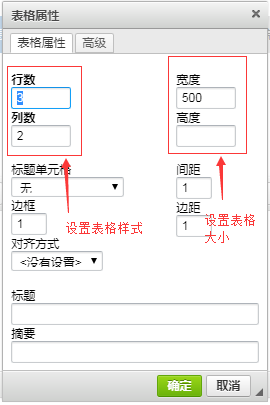 表格属性
表格属性 高级
行数 宽度
3 500
列数 高度
2
标题单元格 间距
无 1
边框 边距
1 1
设置表格样式 设置表格
大小
对齐方式
<没有设置>
标题
摘要
确定 取消